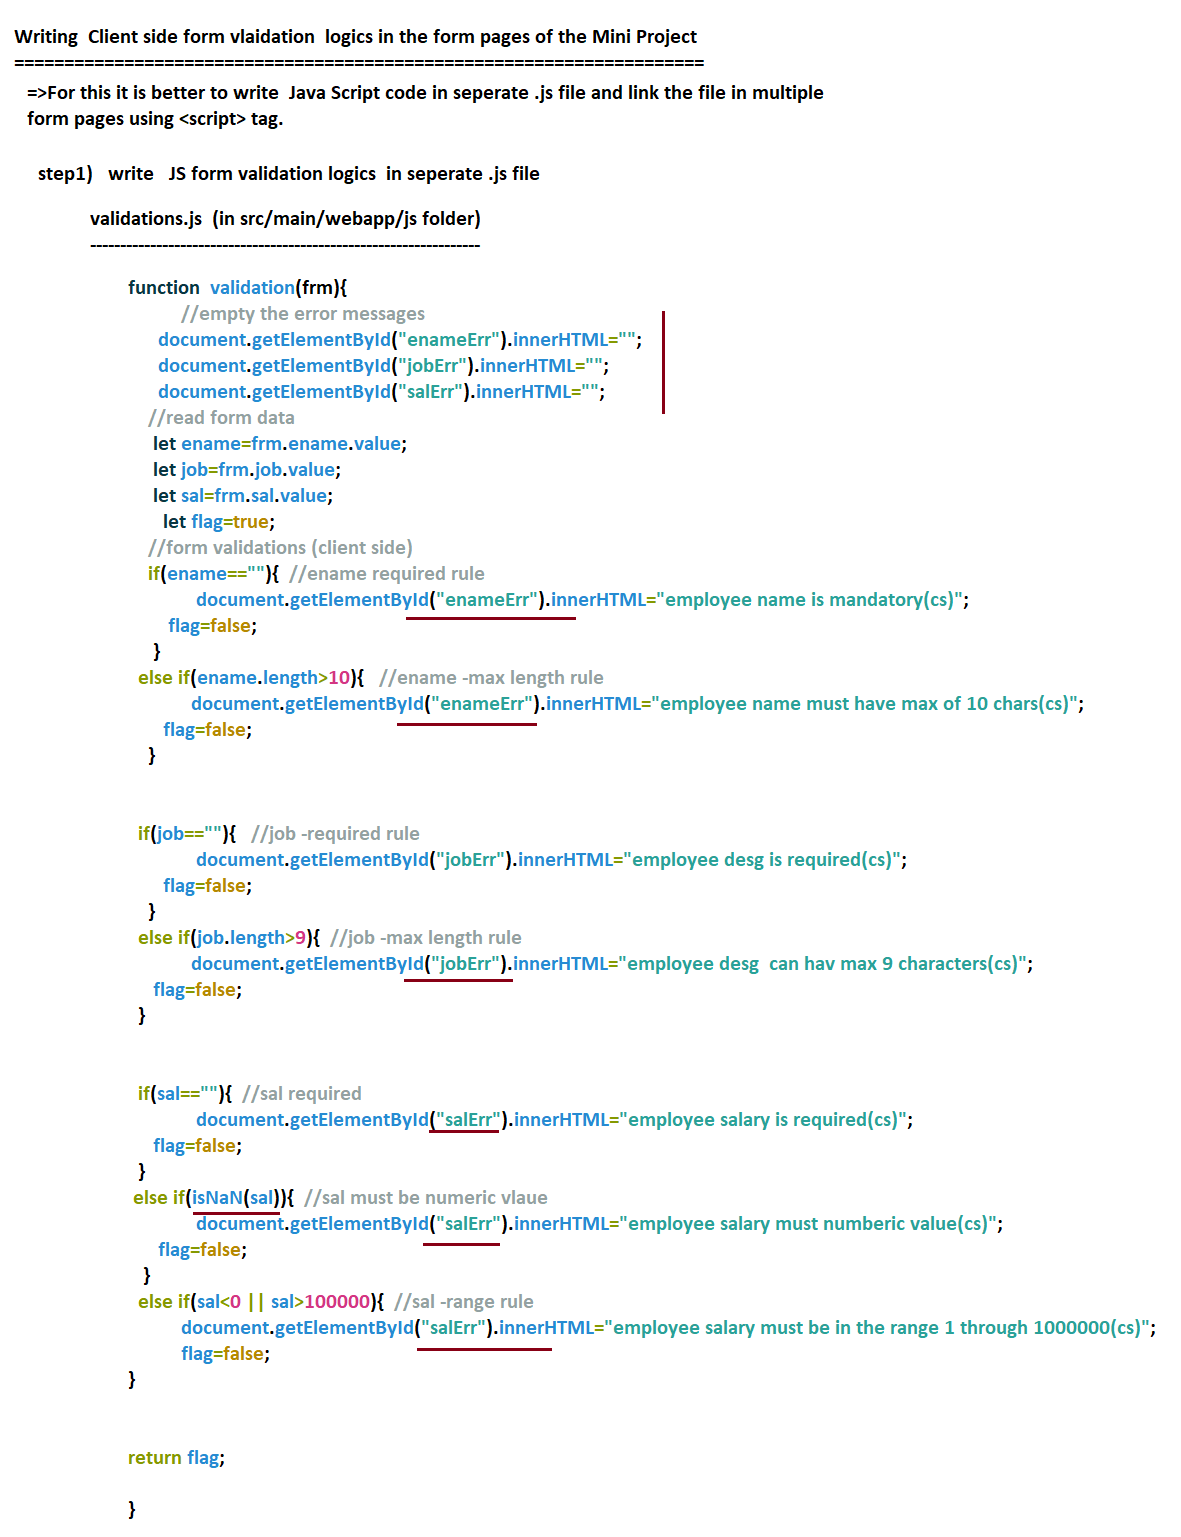 Writing  Client side form vlaidation  logics in the form pages of the Mini Project
=====================================================================
=>For this it is better to write  Java Script code in seperate .js file and link the file in multiple
form pages using <script> tag.
step1)   write   JS form validation logics  in seperate .js file
validations.js  (in src/main/webapp/js folder)
-----------------------------------------------------------------
function  validation(frm){
//empty the error messages
document.getElementById("enameErr").innerHTML="";
document.getElementById("jobErr").innerHTML="";
document.getElementById("salErr").innerHTML="";
//read form data
let ename=frm.ename.value;
let job=frm.job.value;
let sal=frm.sal.value;
let flag=true;
//form validations (client side)
if(ename==""){  //ename required rule
document.getElementById("enameErr").innerHTML="employee name is mandatory(cs)";
flag=false;
}
else if(ename.length>10){   //ename -max length rule
document.getElementById("enameErr").innerHTML="employee name must have max of 10 chars(cs)";
flag=false;
}
if(job==""){   //job -required rule
document.getElementById("jobErr").innerHTML="employee desg is required(cs)";
flag=false;
}
else if(job.length>9){  //job -max length rule
document.getElementById("jobErr").innerHTML="employee desg  can hav max 9 characters(cs)";
flag=false;
}
if(sal==""){  //sal required
document.getElementById("salErr").innerHTML="employee salary is required(cs)";
flag=false;
}
else if(isNaN(sal)){  //sal must be numeric vlaue
document.getElementById("salErr").innerHTML="employee salary must numberic value(cs)";
flag=false;
}
else if(sal<0 || sal>100000){  //sal -range rule
document.getElementById("salErr").innerHTML="employee salary must be in the range 1 through 1000000(cs)";
flag=false;
}
return flag;
}